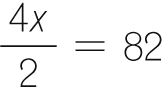 4x/2 = 82